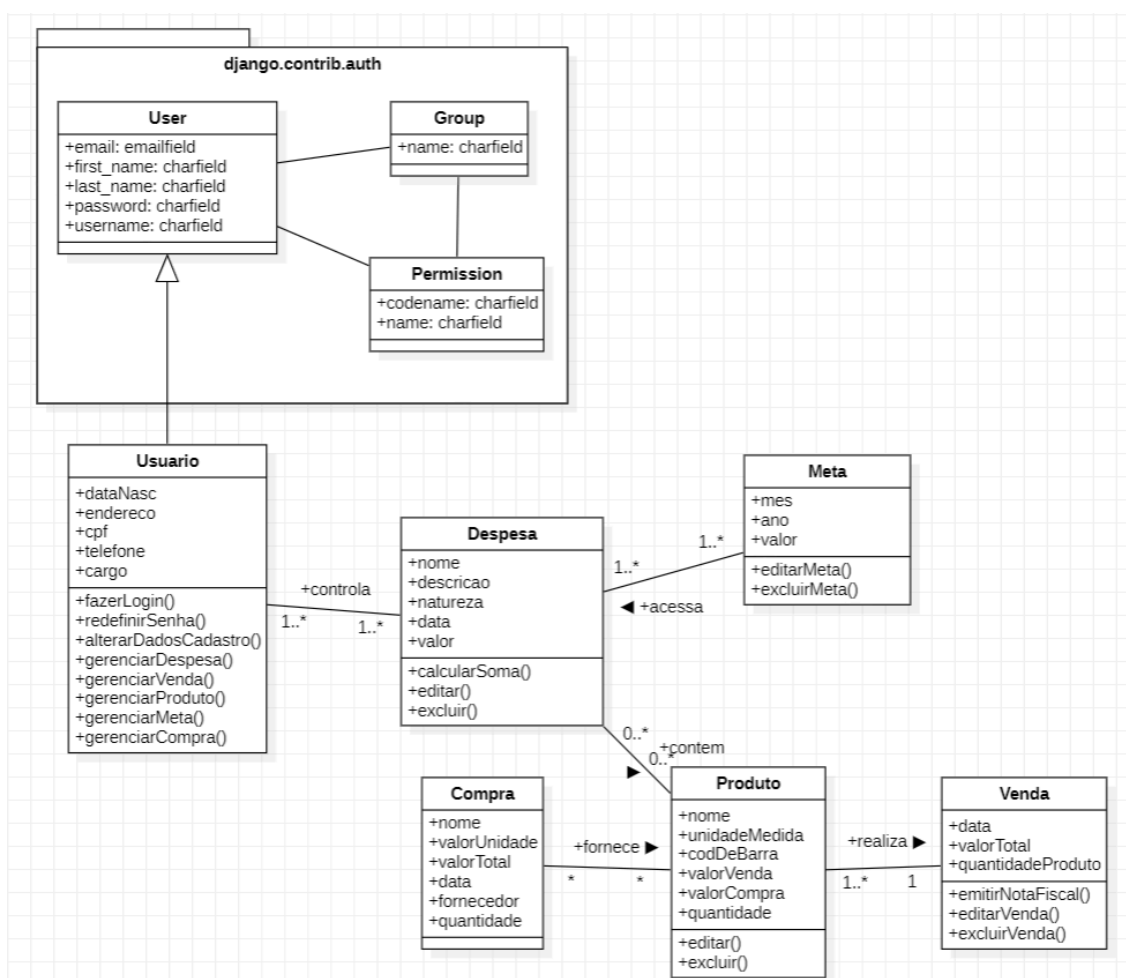 django.contrib.auth
User
+email: emailfield
+first_name: charfield
+last_name: charfield
+password: charfield
+username: charfield
Group
+name: charfield
Permission
+codename: charfield
+name: charfield
Usuario
+dataNasc
+endereco
+cpf
+telefone
+cargo
+fazerLogin()
+redefinirSenha()
+alterarDadosCadastro()
+gerenciarDespesa()
+gerenciarVenda()
+gerenciarProduto()
+gerenciarMeta()
+gerenciarCompra()
+controla
1..*
1..*
Despesa
+nome
+descricao
+natureza
+data
+valor
+calcularSoma()
+editar()
+excluir()
1..*
1..*
◀ +acessa
Meta
+mes
+ano
+valor
+editarMeta()
+excluirMeta()
0..*
+contem
0..*
▶
Compra
+nome
+valorUnidade
+valorTotal
+data
+fornecedor
+quantidade
+fornece ▶
*
*
Produto
+nome
+unidadeMedida
+codDeBarra
+valorVenda
+valorCompra
+quantidade
+editar()
+excluir()
+realiza ▶
1..*
1
Venda
+data
+valorTotal
+quantidadeProduto
+emitirNotaFiscal()
+editarVenda()
+excluirVenda()